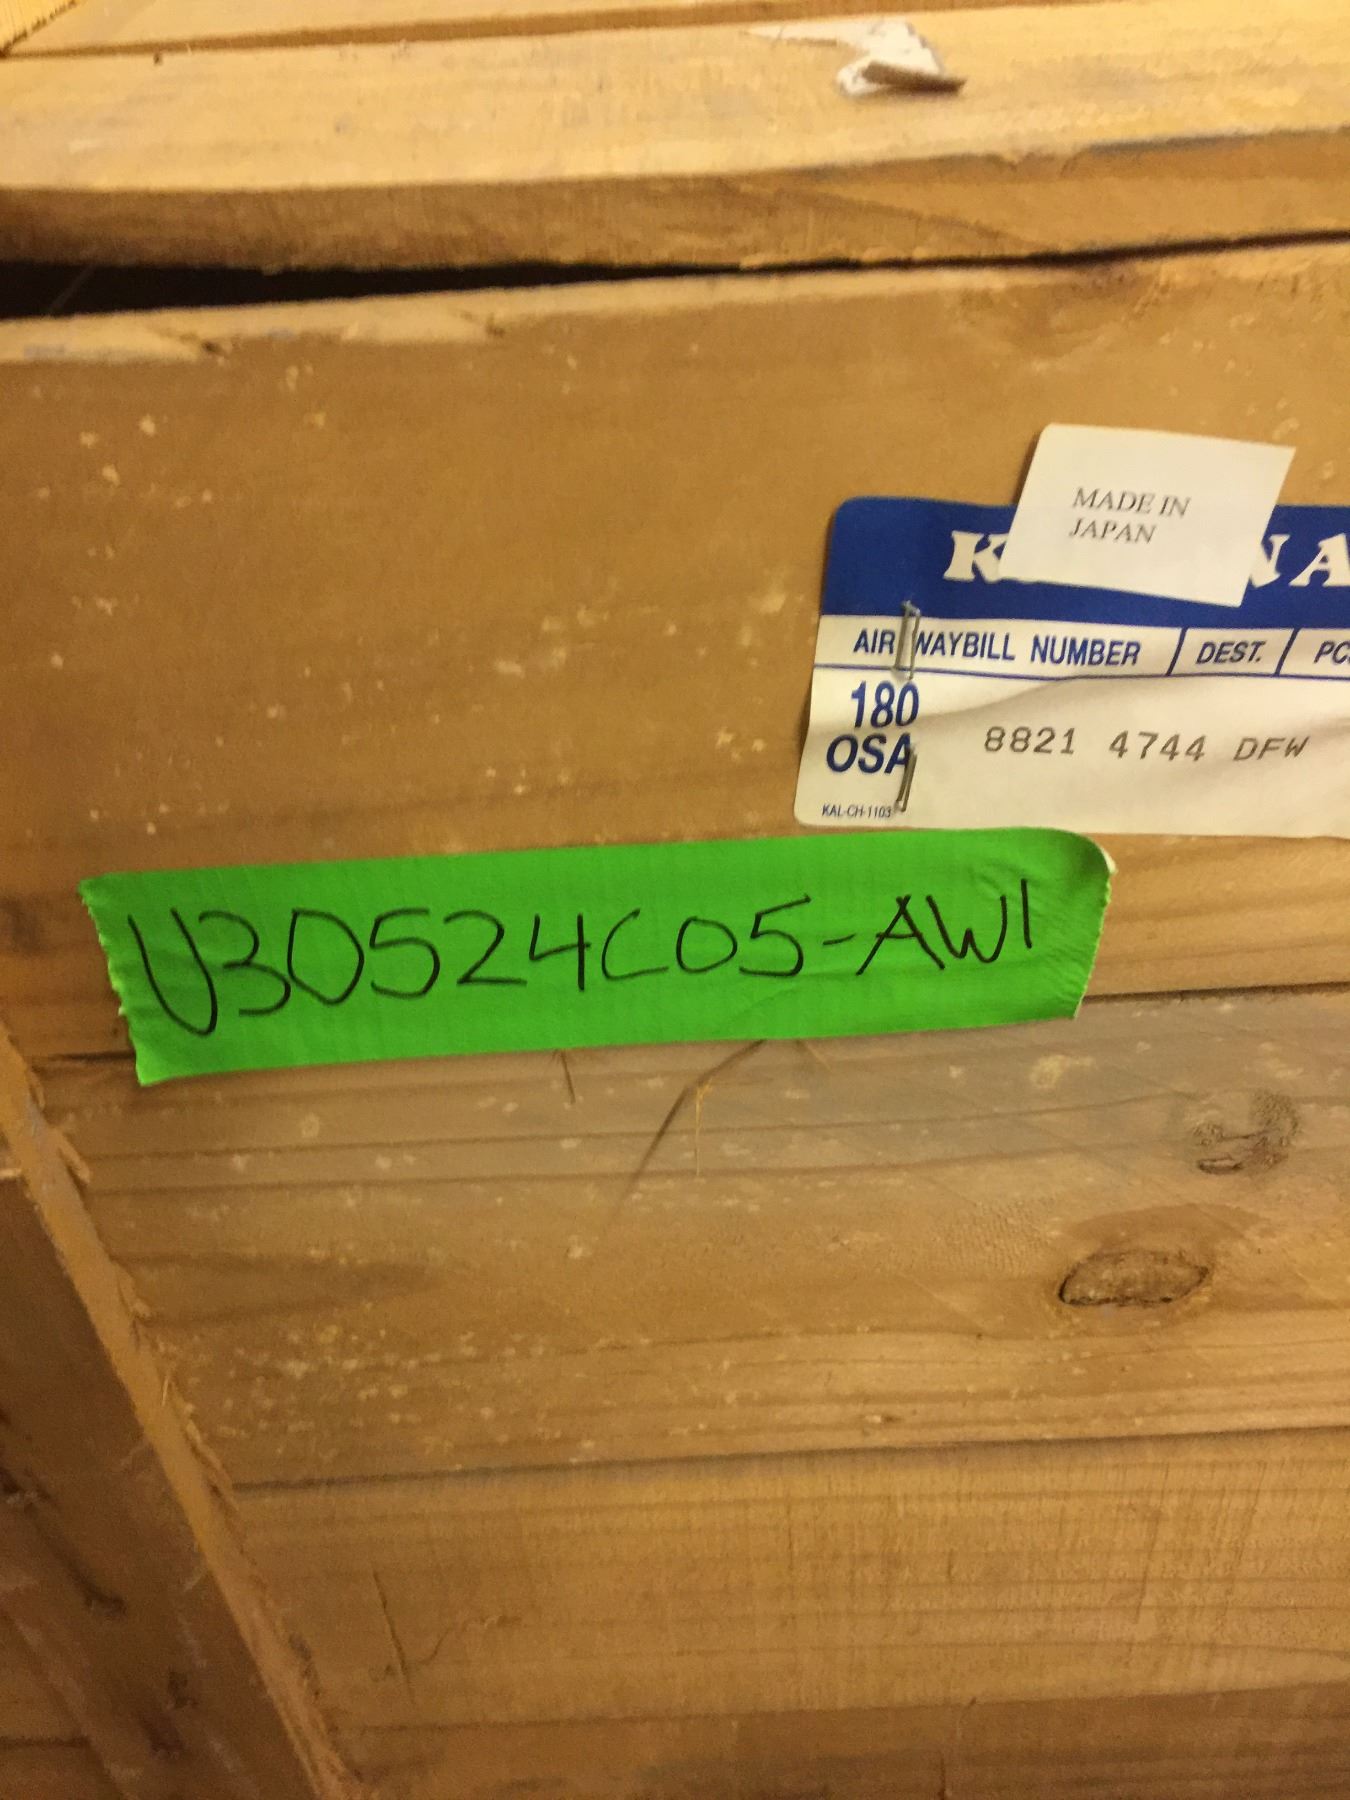 MADE IN
JAPAN
AIR WAYBILL NUMBER DEST.
180
OSA
8821 4744 DFW
KAL-CH-1103
U30524C05-AW1